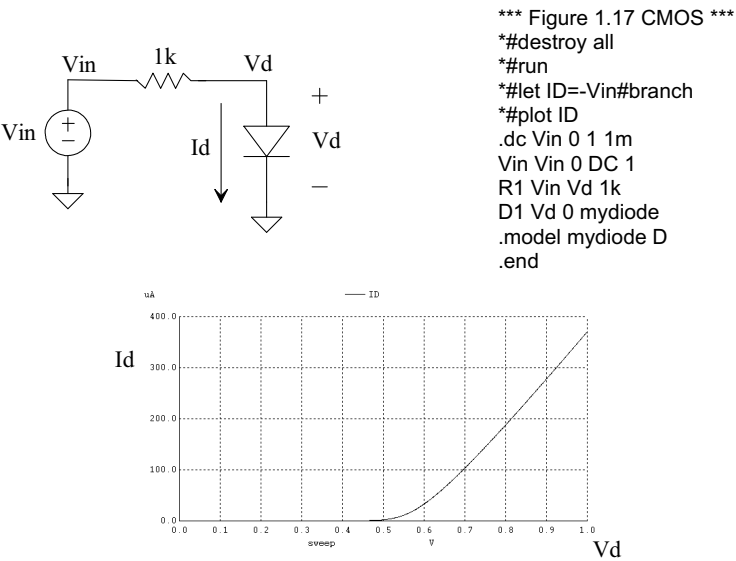 *** Figure 1.17 CMOS ***
*#destroy all
*#run
*#let ID=-Vin#branch
*#plot ID
.dc Vin 0 1 1m
Vin Vin 0 DC 1
R1 Vin Vd 1k
D1 Vd 0 mydiode
.model mydiode D
.end
Vin 1k Vd
+
Vin + Id Vd
−
−
uA ID
400.0
Id 300.0
200.0
100.0
0.0
0.0 0.1 0.2 0.3 0.4 0.5 0.6 0.7 0.8 0.9 1.0
sweep V Vd